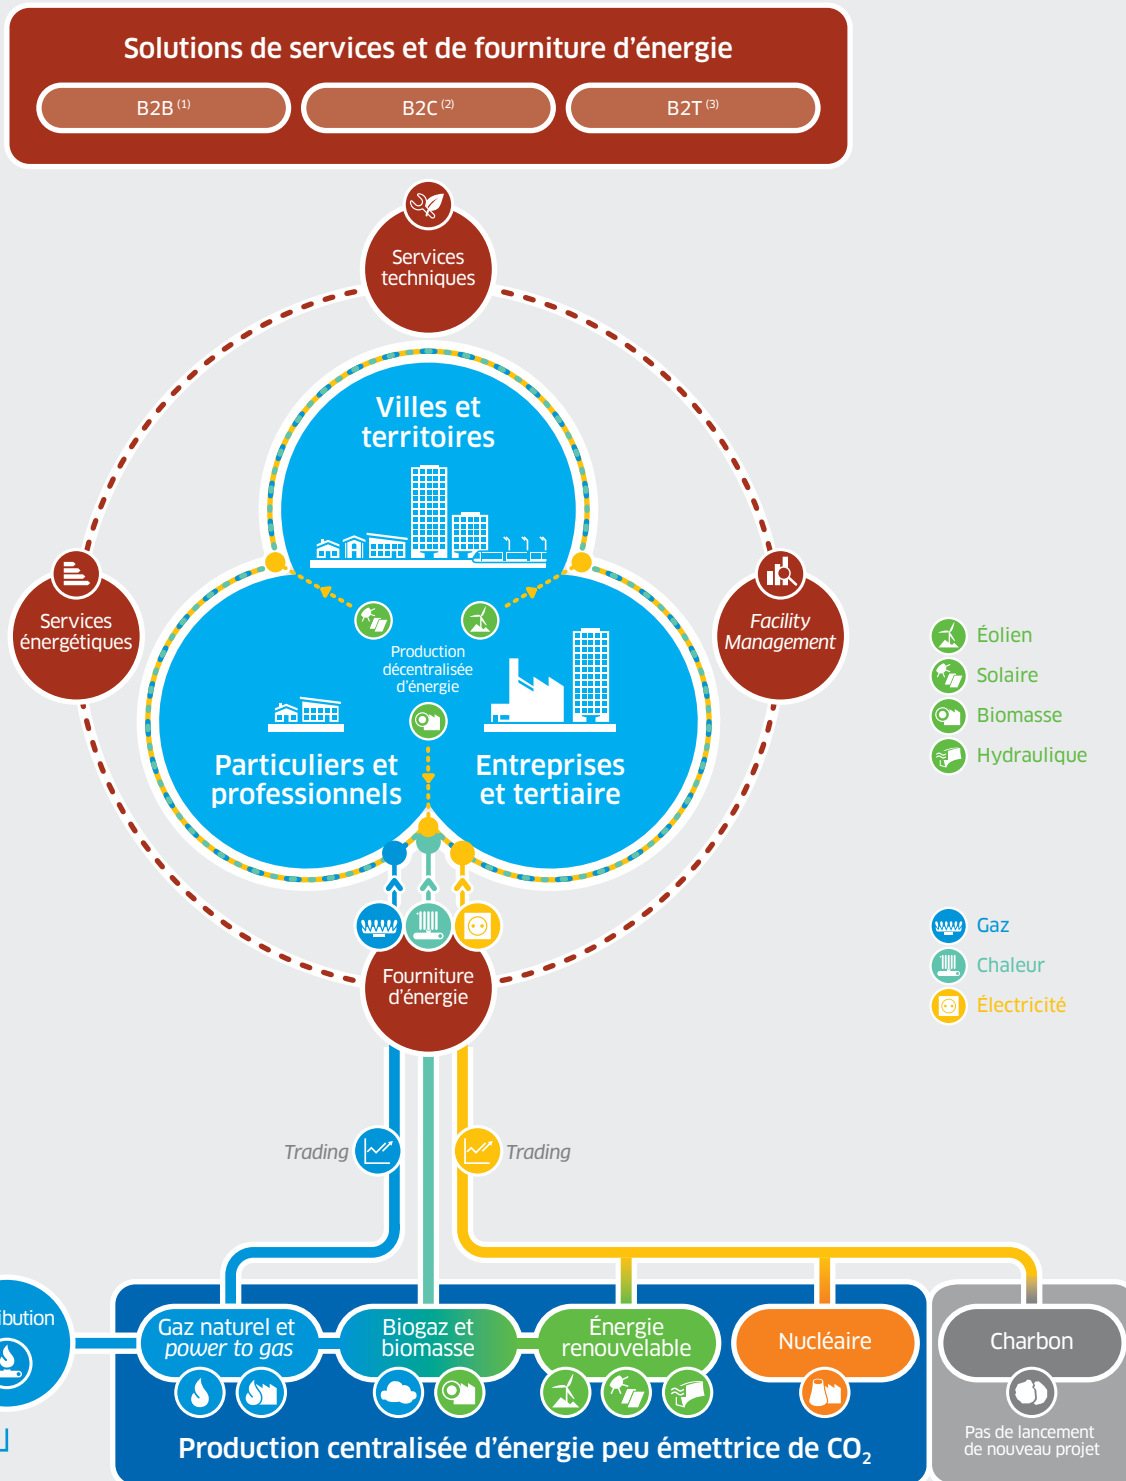 Solutions de services et de fourniture d'énergie
B2B (1)
B2C (2)
B2T (3)
Services
techniques
Villes et
territoires
Services
énergétiques
Facility
Management
Production
décentralisée
d'énergie
Particuliers et
professionnels
Entreprises
et tertiaire
Éolien
Solaire
Biomasse
Hydraulique
Gaz
Chaleur
Électricité
Fourniture
d'énergie
Trading
Trading
Gaz naturel et
power to gas
Biogaz et
biomasse
Énergie
renouvelable
Nucléaire
Charbon
Production centralisée d'énergie peu émettrice de CO₂
Pas de lancement
de nouveau projet